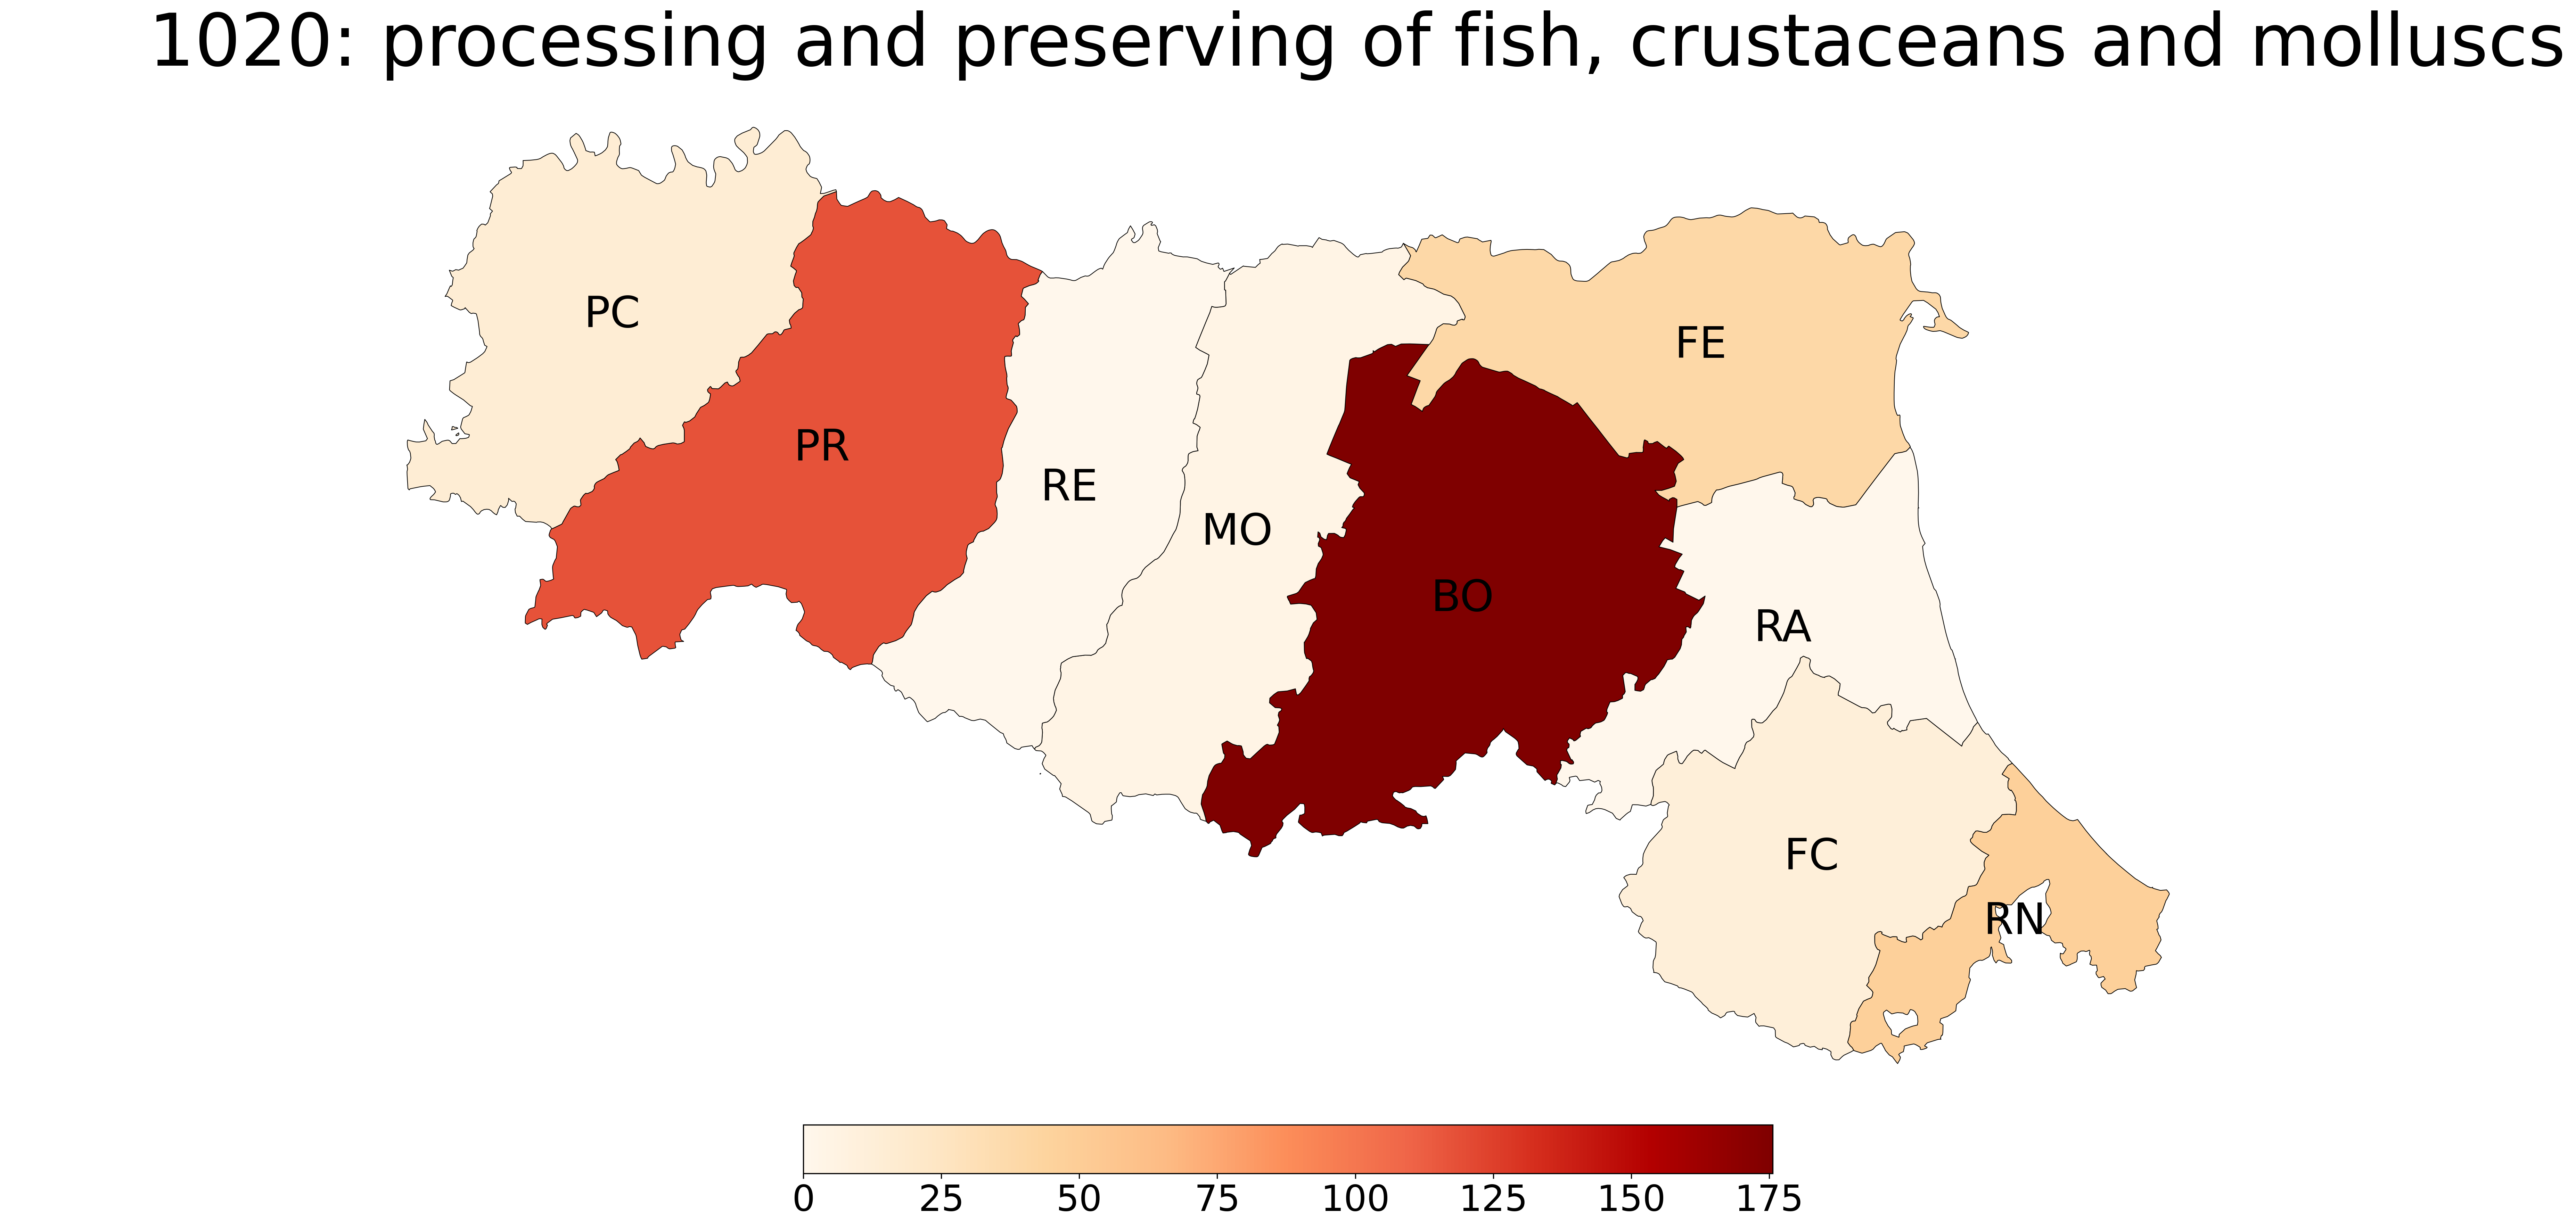 1020: processing and preserving of fish, crustaceans and molluscs
PC
FE
PR
RE
MO
BO
RA
FC
RN
0 25 50 75 100 125 150 175